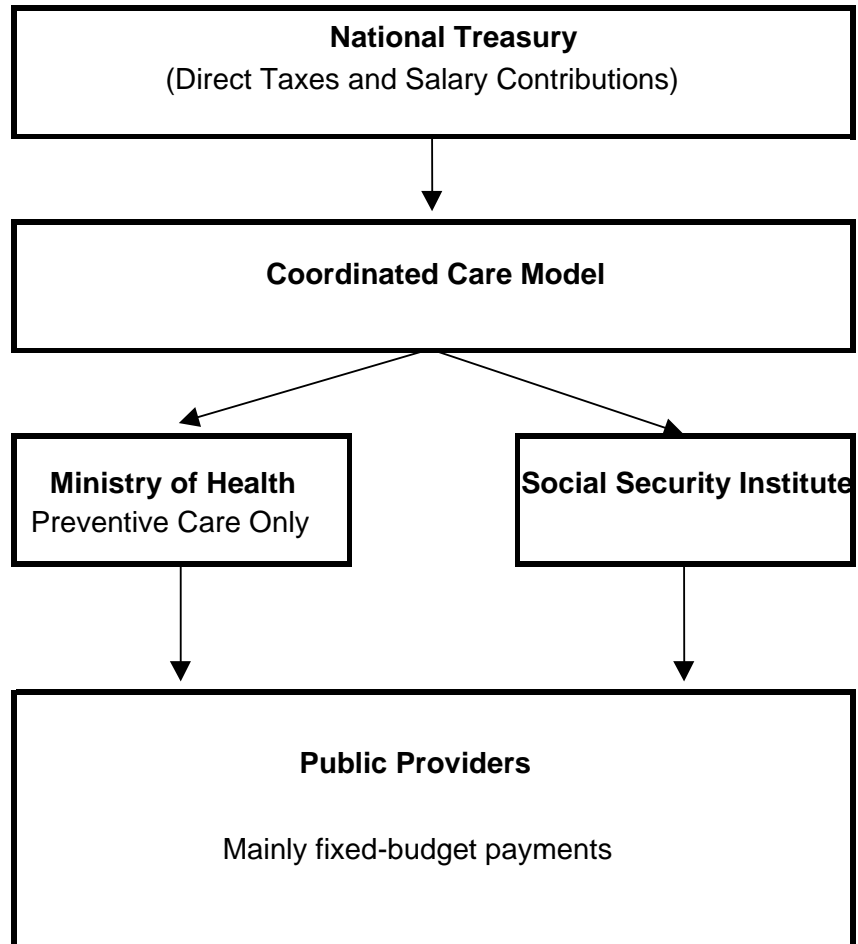 National Treasury
(Direct Taxes and Salary Contributions)
Coordinated Care Model
Ministry of Health
Preventive Care Only
Social Security Institute
Public Providers
Mainly fixed-budget payments